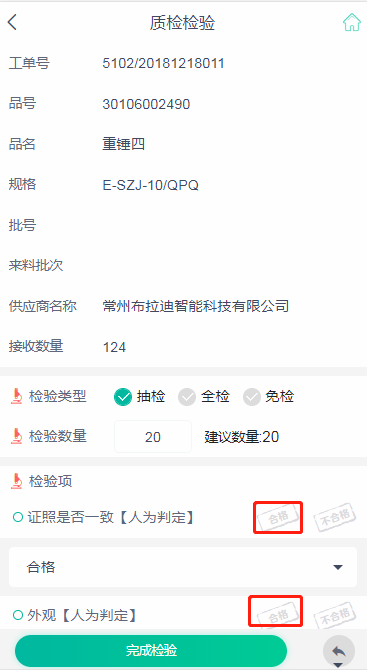 质检检验
工单号 5102/20181218011
品号 30106002490
品名 重锤四
规格 E-SZJ-10/QPQ
批号
来料批次
供应商名称 常州布拉迪智能科技有限公司
接收数量 124
检验类型 抽检 全检 免检
检验数量 20 建议数量:20
检验项
证照是否一致【人为判定】 合格 不合格
合格
外观【人为判定】 合格 不合格
完成检验